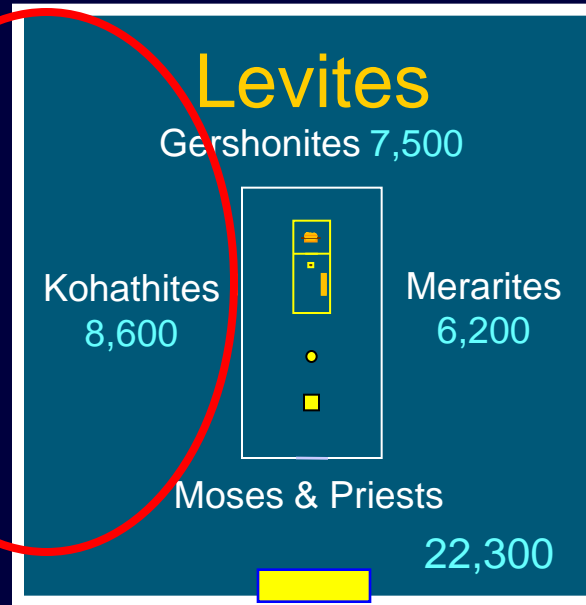 Levites
Gershonites 7,500
Kohathites
8,600
Merarites
6,200
Moses & Priests
22,300